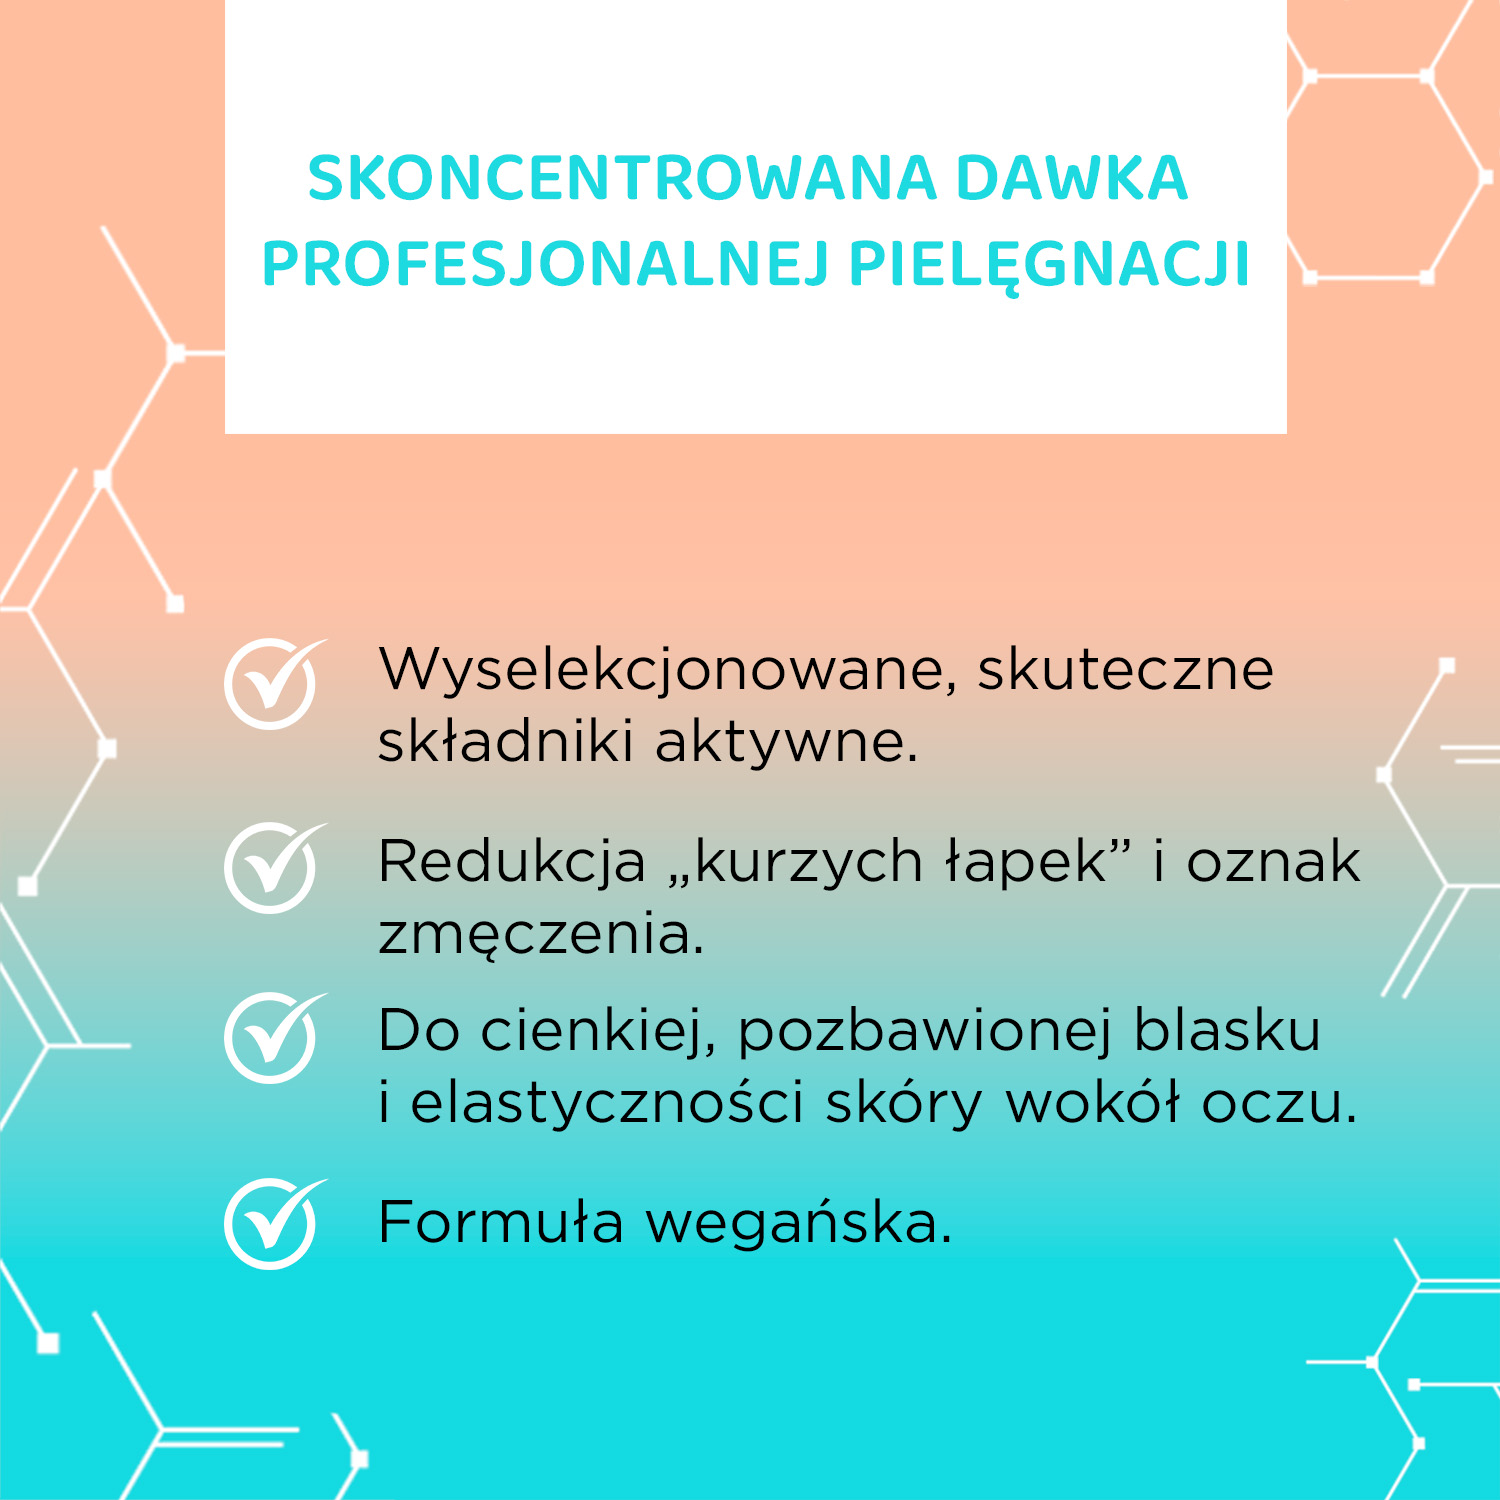 SKONCENTROWANA DAWKA
PROFESJONALNEJ PIELĘGNACJI
Wyselekcjonowane, skuteczne
składniki aktywne.
Redukcja „kurzych łapek” i oznak
zmęczenia.
Do cienkiej, pozbawionej blasku
i elastyczności skóry wokół oczu.
Formuła wegańska.